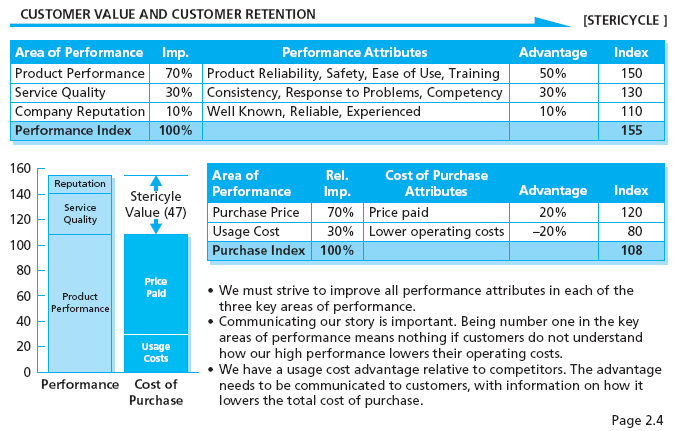 CUSTOMER VALUE AND CUSTOMER RETENTION
[STERICYCLE ]
Area of Performance Imp. Performance Attributes Advantage Index
Product Performance 70% Product Reliability, Safety, Ease of Use, Training 50% 150
Service Quality 30% Consistency, Response to Problems, Competency 30% 130
Company Reputation 10% Well Known, Reliable, Experienced 10% 110
Performance Index 100% 155
160
140
120
100
80
60
40
20
0
Reputation
Service
Quality
Product
Performance
Stericyle
Value (47)
Price
Paid
Usage
Costs
Performance Cost of
Purchase
Area of Rel. Cost of Purchase
Performance Imp. Attributes Advantage Index
Purchase Price 70% Price paid 20% 120
Usage Cost 30% Lower operating costs –20% 80
Purchase Index 100% 108
• We must strive to improve all performance attributes in each of the
three key areas of performance.
• Communicating our story is important. Being number one in the key
areas of performance means nothing if customers do not understand
how our high performance lowers their operating costs.
• We have a usage cost advantage relative to competitors. The advantage
needs to be communicated to customers, with information on how it
lowers the total cost of purchase.
Page 2.4